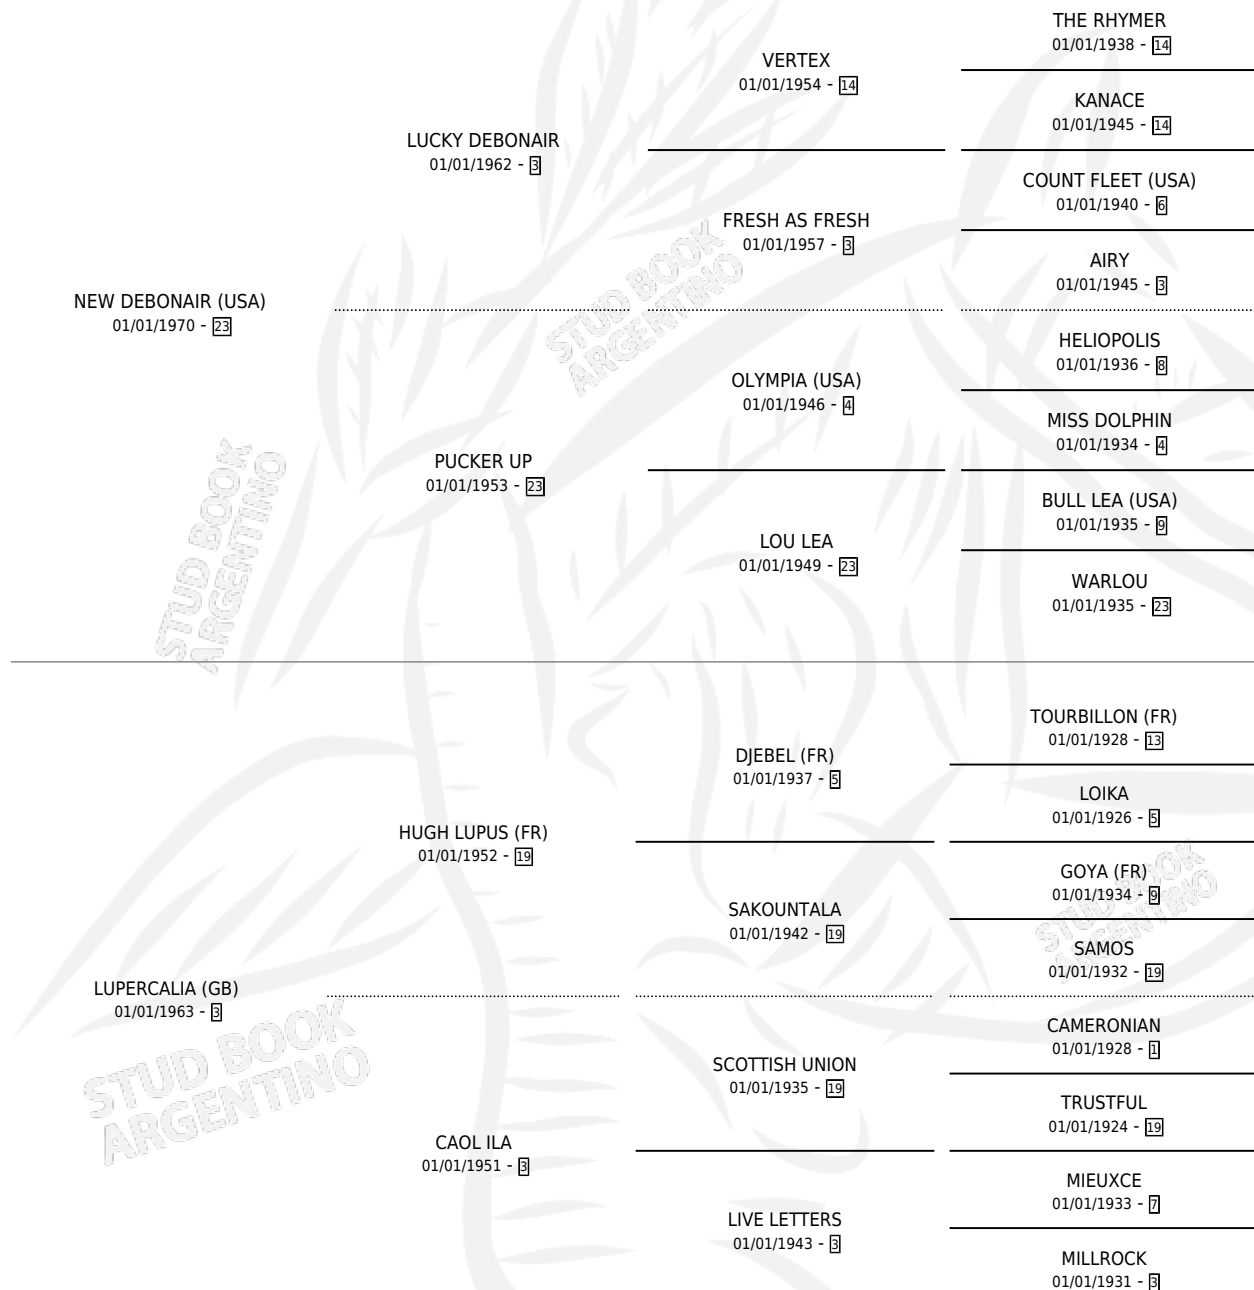 THE RHYMER
01/01/1938 - 14
VERTEX
01/01/1954 - 14
KANACE
01/01/1945 - 14
LUCKY DEBONAIR
01/01/1962 - 3
COUNT FLEET (USA)
01/01/1940 - 6
FRESH AS FRESH
01/01/1957 - 3
AIRY
01/01/1945 - 3
NEW DEBONAIR (USA)
01/01/1970 - 23
HELIOPOLIS
01/01/1936 - 8
OLYMPIA (USA)
01/01/1946 - 4
MISS DOLPHIN
01/01/1934 - 4
PUCKER UP
01/01/1953 - 23
BULL LEA (USA)
01/01/1935 - 9
LOU LEA
01/01/1949 - 23
WARLOU
01/01/1935 - 23
TOURBILLON (FR)
01/01/1928 - 13
DJEBEL (FR)
01/01/1937 - 5
LOIKA
01/01/1926 - 5
HUGH LUPUS (FR)
01/01/1952 - 19
GOYA (FR)
01/01/1934 - 9
SAKOUNTALA
01/01/1942 - 19
SAMOS
01/01/1932 - 19
LUPERCALIA (GB)
01/01/1963 - 3
CAMERONIAN
01/01/1928 - 1
SCOTTISH UNION
01/01/1935 - 19
TRUSTFUL
01/01/1924 - 19
CAOL ILA
01/01/1951 - 3
MIEUXCE
01/01/1933 - 7
LIVE LETTERS
01/01/1943 - 3
MILLROCK
01/01/1931 - 3
STUD BOOK
ARGENTINO
STUD BOOK
ARGENTINO
STUD BOOK
ARGENTINO
STUD BOOK
ARGENTINO